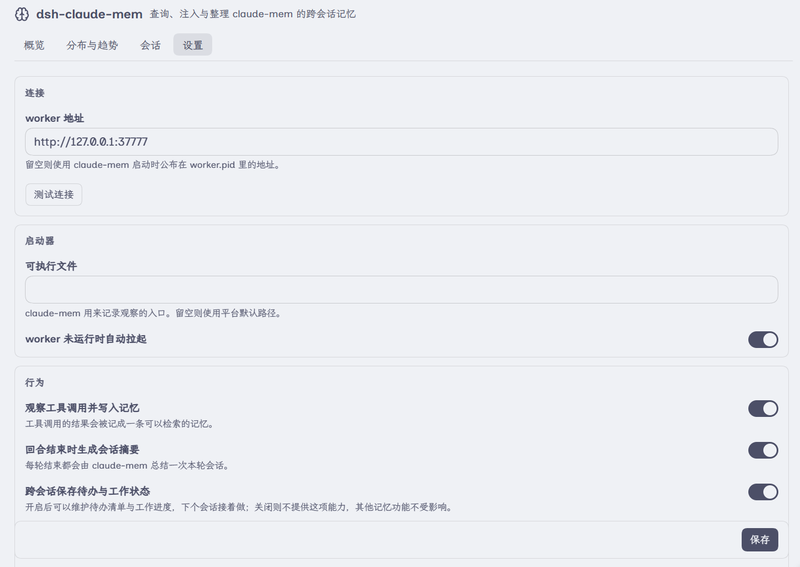 dsh-claude-mem 查询、注入与整理 claude-mem 的跨会话记忆
概览 分布与趋势 会话 设置
连接
worker 地址
http://127.0.0.1:37777
留空则使用 claude-mem 启动时公布在 worker.pid 里的地址。
测试连接
启动器
可执行文件
claude-mem 用来记录观察的入口。留空则使用平台默认路径。
worker 未运行时自动拉起
行为
观察工具调用并写入记忆
工具调用的结果会被记成一条可以检索的记忆。
回合结束时生成会话摘要
每轮结束都会由 claude-mem 总结一次本轮会话。
跨会话保存待办与工作状态
开启后可以维护待办清单与工作进度，下个会话接着做；关闭则不提供这项能力，其他记忆功能不受影响。
保存